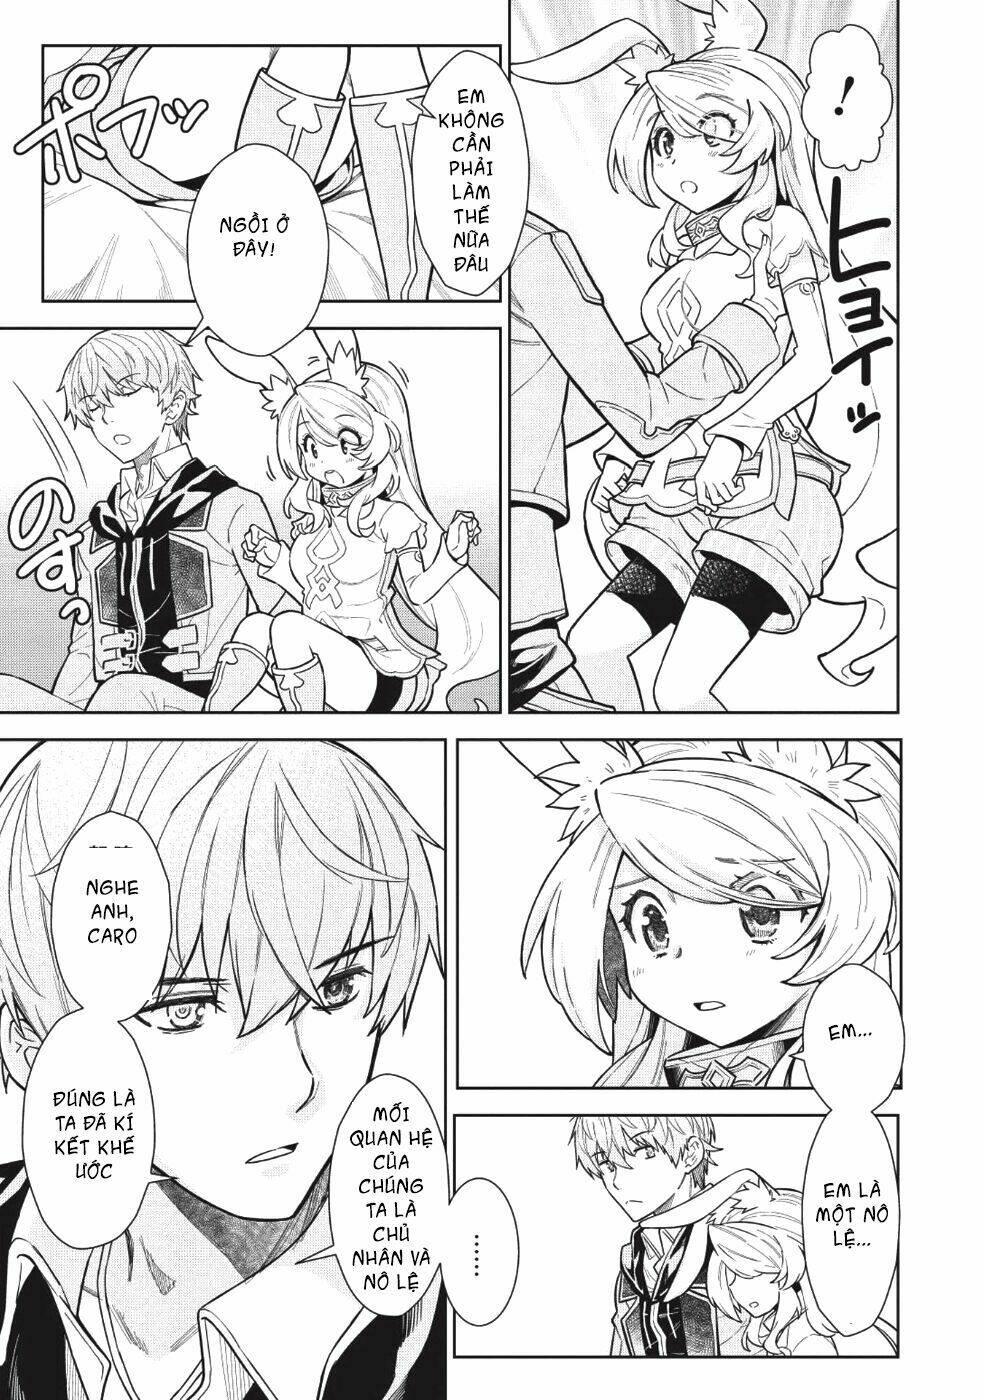 !
ヒョイッ
EM
KHÔNG
CẦN
PHẢI
LÀM
THẾ
NỮA
ĐÂU
ポフッ
NGỒI Ở
ĐÂY!
のすっ
EM...
EM LÀ
MỘT NÔ
LỆ...
........
NGHE
ANH,
CARO
ĐÚNG LÀ
TA ĐÃ KÍ
KẾT KHẾ
ƯỚC
MỐI
QUAN HỆ
CỦA
CHÚNG
TA LÀ
CHỦ
NHÂN VÀ
NÔ LỆ